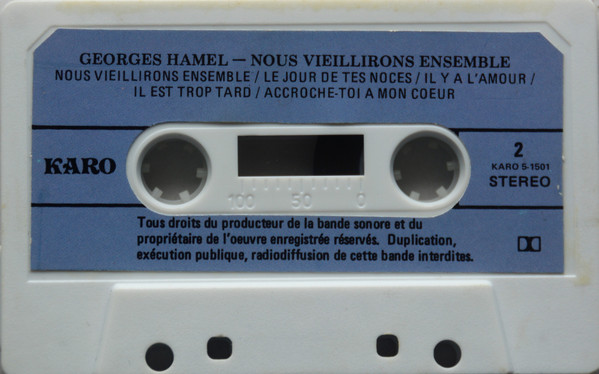 GEORGES HAMEL — NOUS VIEILLIRONS ENSEMBLE
NOUS VIEILLIRONS ENSEMBLE / LE JOUR DE TES NOCES / IL Y A L'AMOUR /
IL EST TROP TARD / ACCROCHE-TOI A MON COEUR
KARO
2
KARO 5-1501
STEREO
100 50 0
Tous droits du producteur de la bande sonore et du
propriétaire de l'oeuvre enregistrée réservés. Duplication,
exécution publique, radiodiffusion de cette bande interdites.